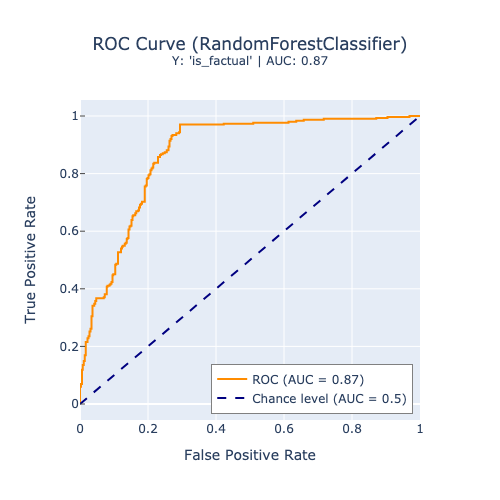 ROC Curve (RandomForestClassifier)
Y: 'is_factual' | AUC: 0.87
True Positive Rate
1
0.8
0.6
0.4
0.2
0
ROC (AUC = 0.87)
Chance level (AUC = 0.5)
0 0.2 0.4 0.6 0.8 1
False Positive Rate